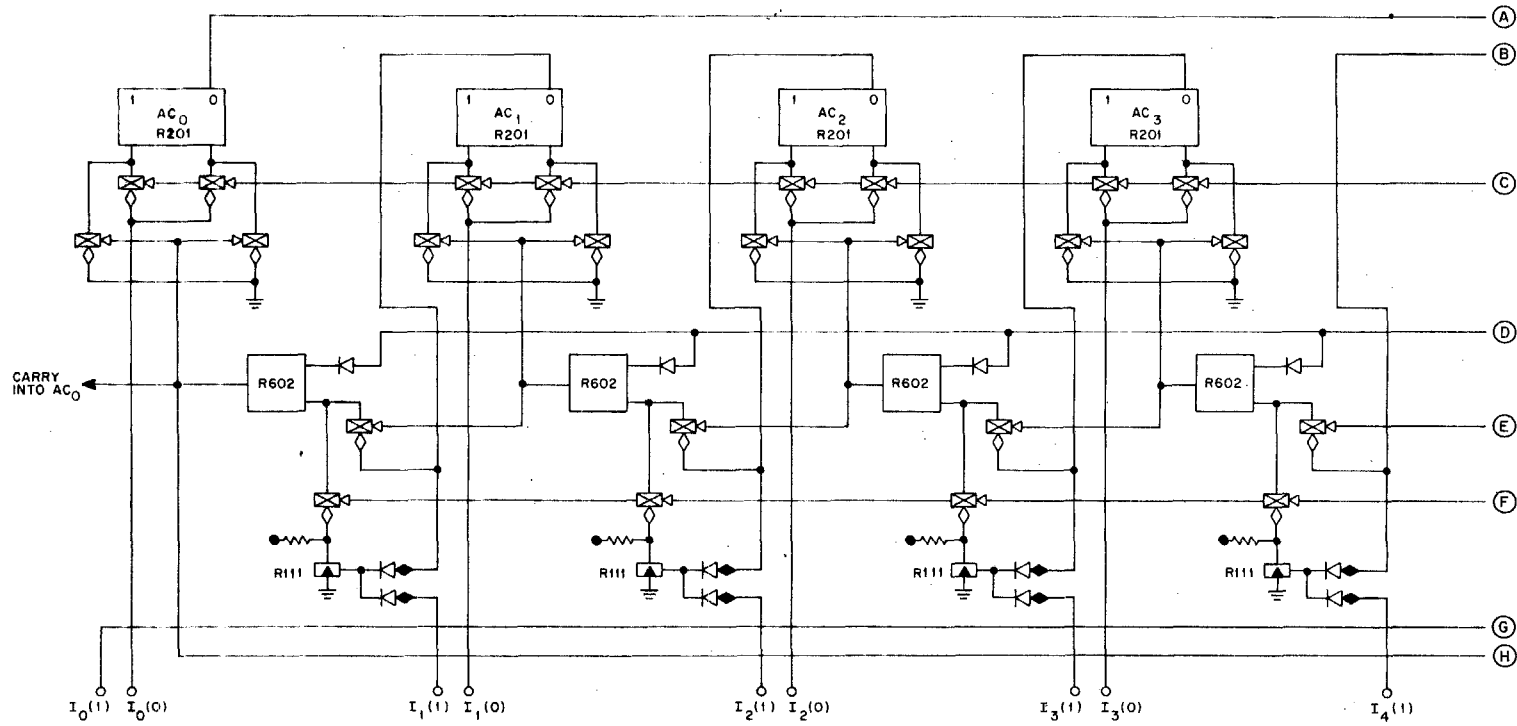 A
B
1 0
AC0
R201
1 0
AC1
R201
1 0
AC2
R201
1 0
AC3
R201
C
D
CARRY
INTO AC0
R602
R602
R602
R602
E
F
R111
R111
R111
R111
G
H
I0(1) I0(0)
I1(1) I1(0)
I2(1) I2(0)
I3(1) I3(0)
I4(1)